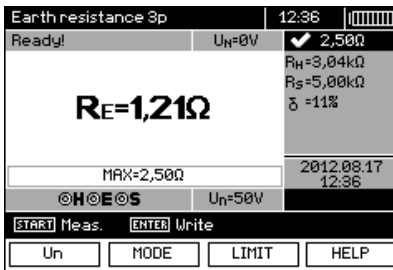 Earth resistance 3p 12:36
Ready! UN=0V ✔ 2,50Ω
RH=3,04kΩ
RS=5,00kΩ
δ =11%
RE=1,21Ω
MAX=2,50Ω
2012.08.17
12:36
◎H◎E◎S Un=50V
START Meas. ENTER Write
Un MODE LIMIT HELP